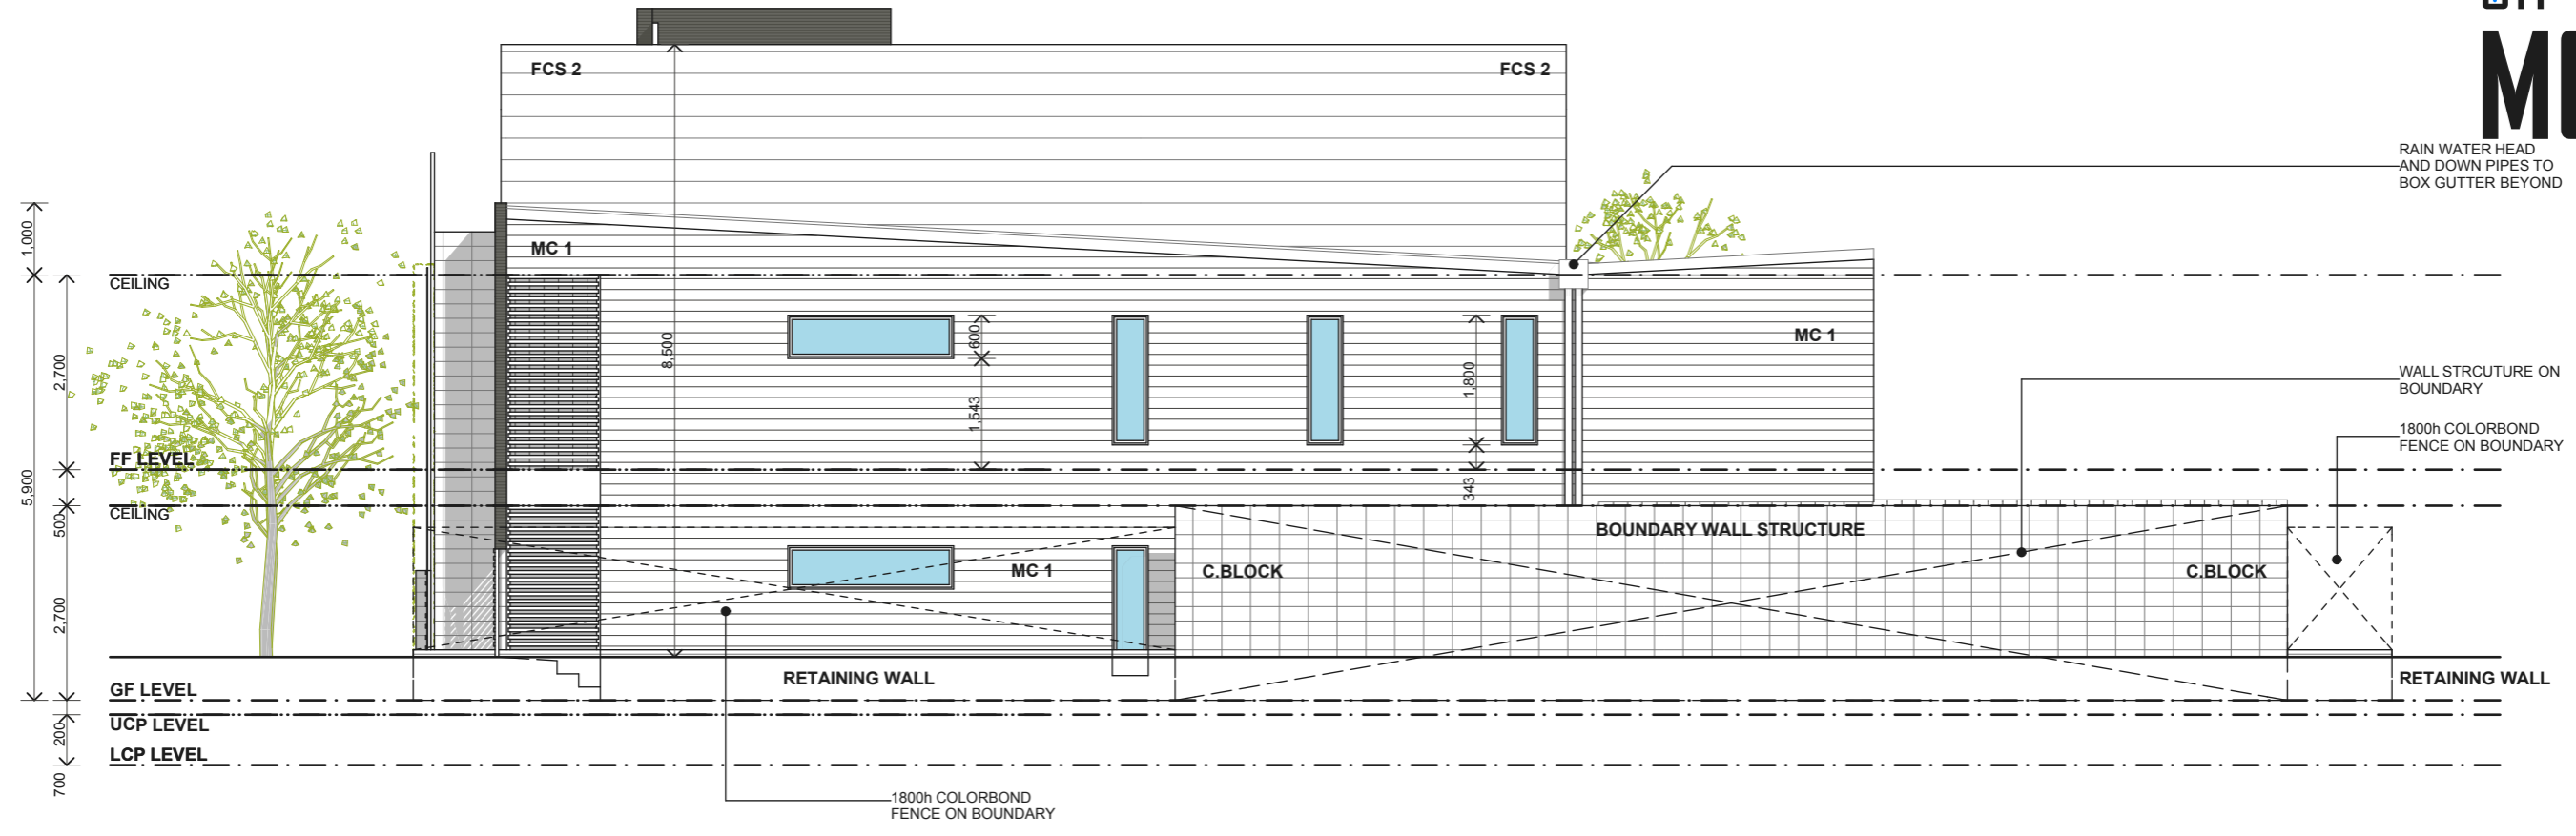 MC
FCS 2
FCS 2
RAIN WATER HEAD
AND DOWN PIPES TO
BOX GUTTER BEYOND
1,000
MC 1
CEILING
MC 1
600
8,500
2,700
1,800
WALL STRCUTURE ON
BOUNDARY
1,543
1800h COLORBOND
FENCE ON BOUNDARY
FF LEVEL
5,900
343
CEILING
500
BOUNDARY WALL STRUCTURE
MC 1
C.BLOCK
C.BLOCK
2,700
RETAINING WALL
RETAINING WALL
GF LEVEL
UCP LEVEL
200
LCP LEVEL
700
1800h COLORBOND
FENCE ON BOUNDARY